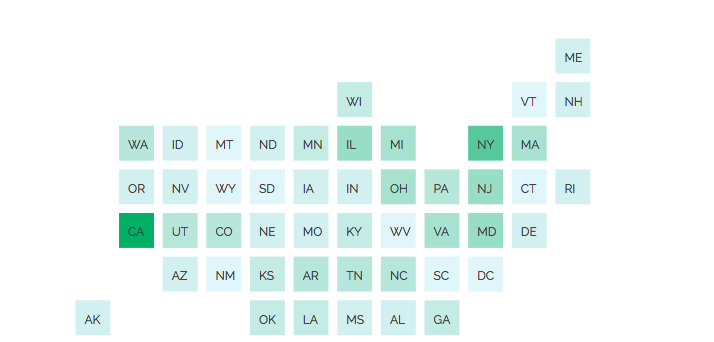 ME
WI VT NH
WA ID MT ND MN IL MI NY MA
OR NV WY SD IA IN OH PA NJ CT RI
CA UT CO NE MO KY WV VA MD DE
AZ NM KS AR TN NC SC DC
AK OK LA MS AL GA